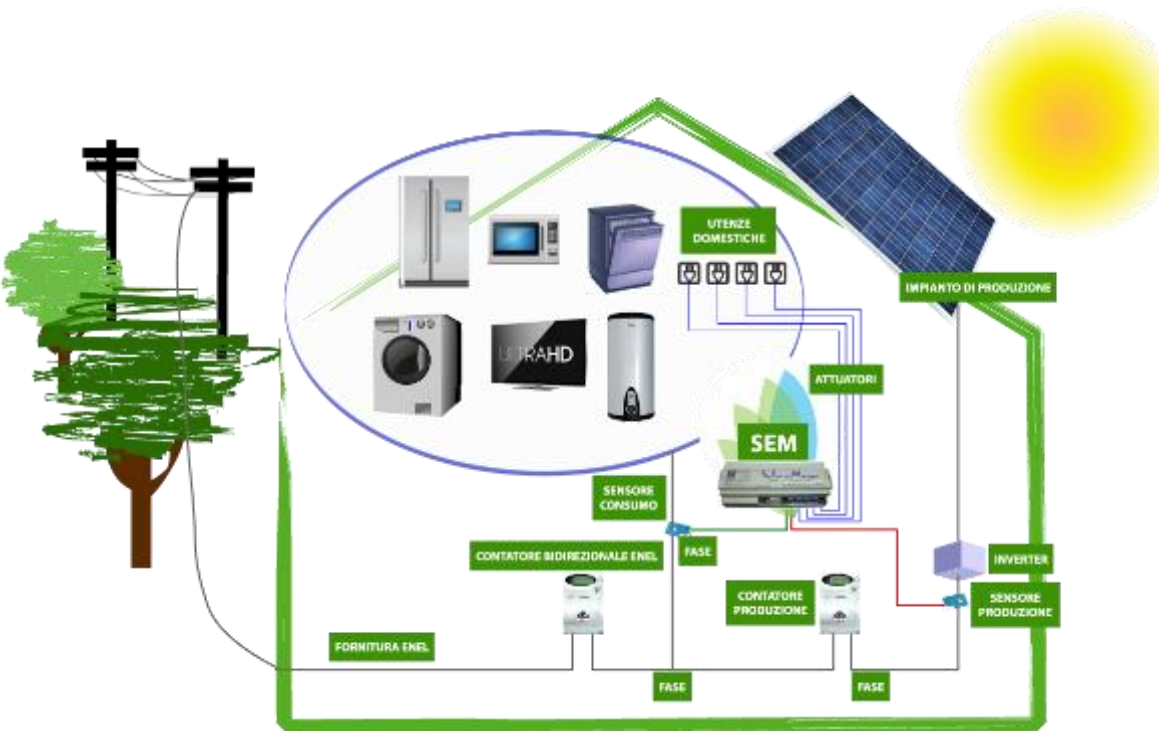 UTENZE
DOMESTICHE
IMPIANTO DI PRODUZIONE
ULTRAHD
ATTUATORI
SEM
SENSORE
CONSUMO
FASE
CONTATORE BIDIREZIONALE ENEL
INVERTER
CONTATORE
PRODUZIONE
SENSORE
PRODUZIONE
FORNITURA ENEL
FASE
FASE